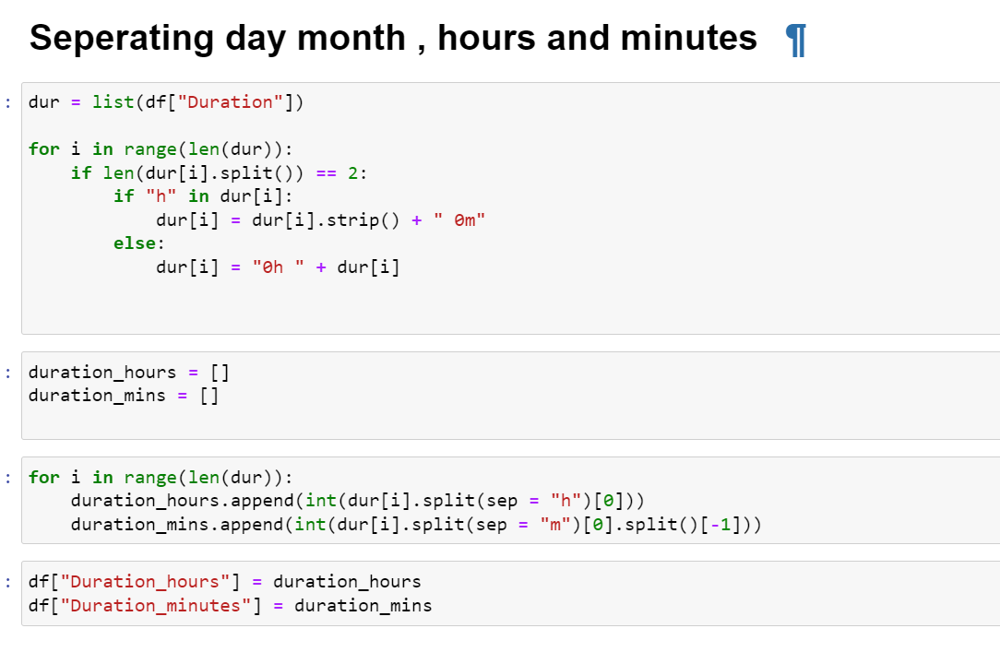 Seperating day month , hours and minutes ¶
: dur = list(df["Duration"])
for i in range(len(dur)):
    if len(dur[i].split()) == 2:
        if "h" in dur[i]:
            dur[i] = dur[i].strip() + " 0m"
        else:
            dur[i] = "0h " + dur[i]
: duration_hours = []
duration_mins = []
: for i in range(len(dur)):
    duration_hours.append(int(dur[i].split(sep = "h")[0]))
    duration_mins.append(int(dur[i].split(sep = "m")[0].split()[-1]))
: df["Duration_hours"] = duration_hours
df["Duration_minutes"] = duration_mins